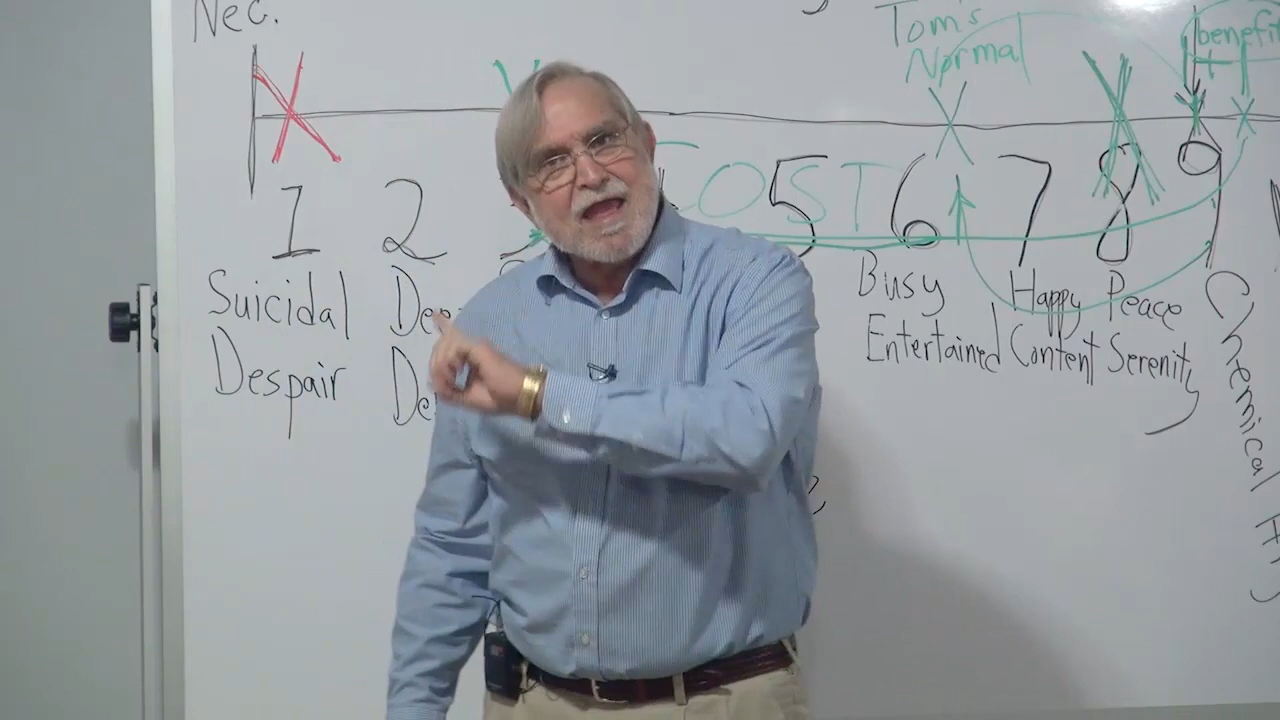 Nec.
Tom's
Normal
benefi
+
COST
1 2 5 6 7 8 9
Suicidal
Despair
Busy
Entertained
Happy
Content
Peace
Serenity
Chemical